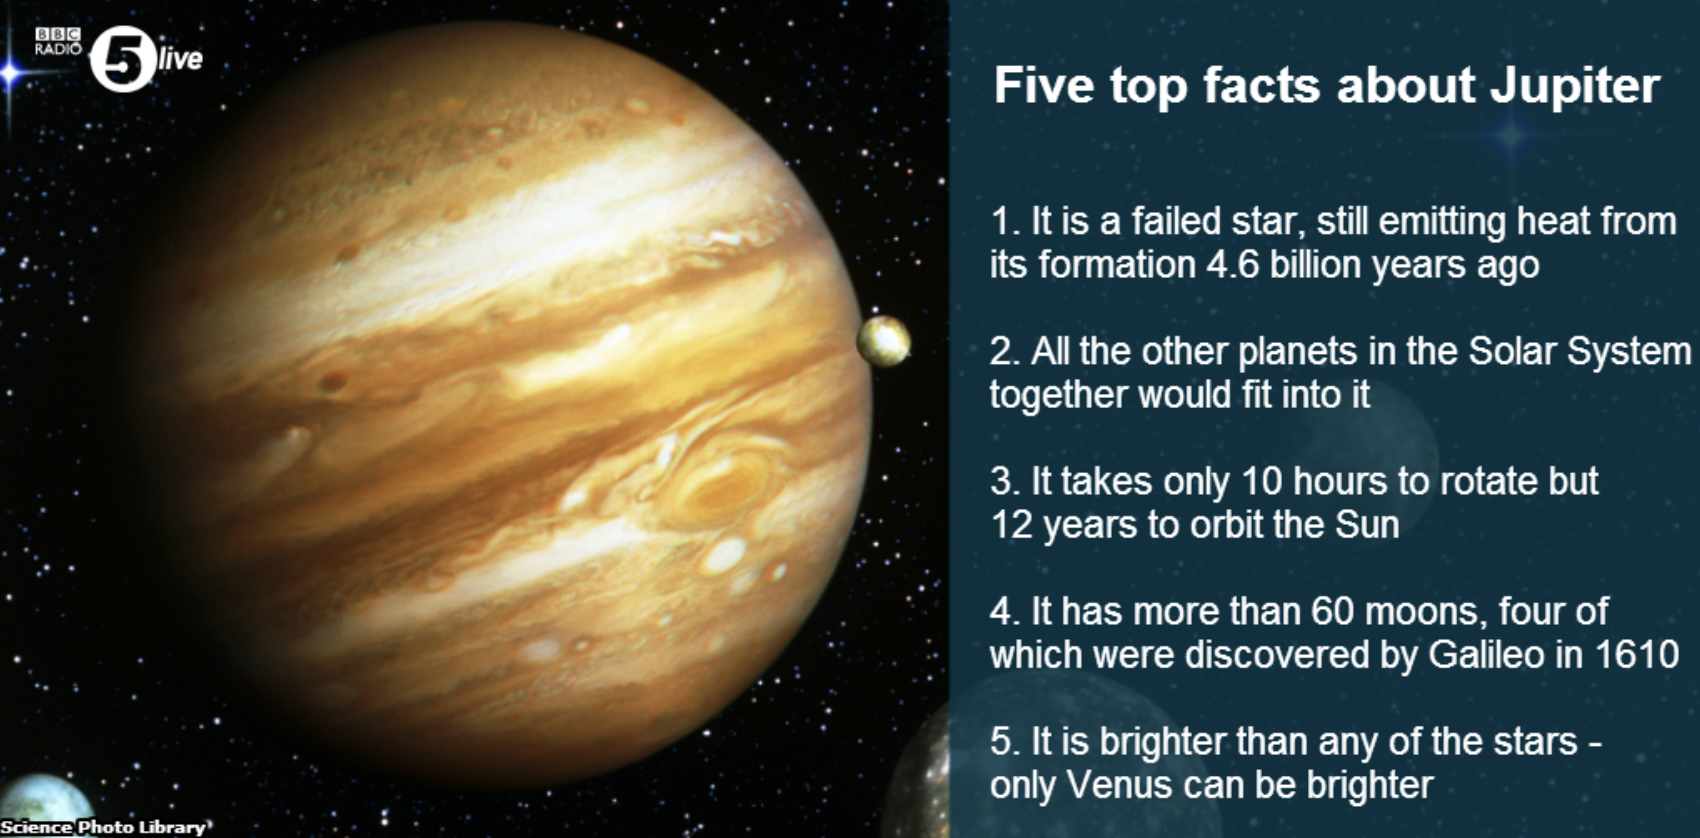 BBC
RADIO 5 live
Five top facts about Jupiter
1. It is a failed star, still emitting heat from
its formation 4.6 billion years ago
2. All the other planets in the Solar System
together would fit into it
3. It takes only 10 hours to rotate but
12 years to orbit the Sun
4. It has more than 60 moons, four of
which were discovered by Galileo in 1610
5. It is brighter than any of the stars -
only Venus can be brighter
Science Photo Library